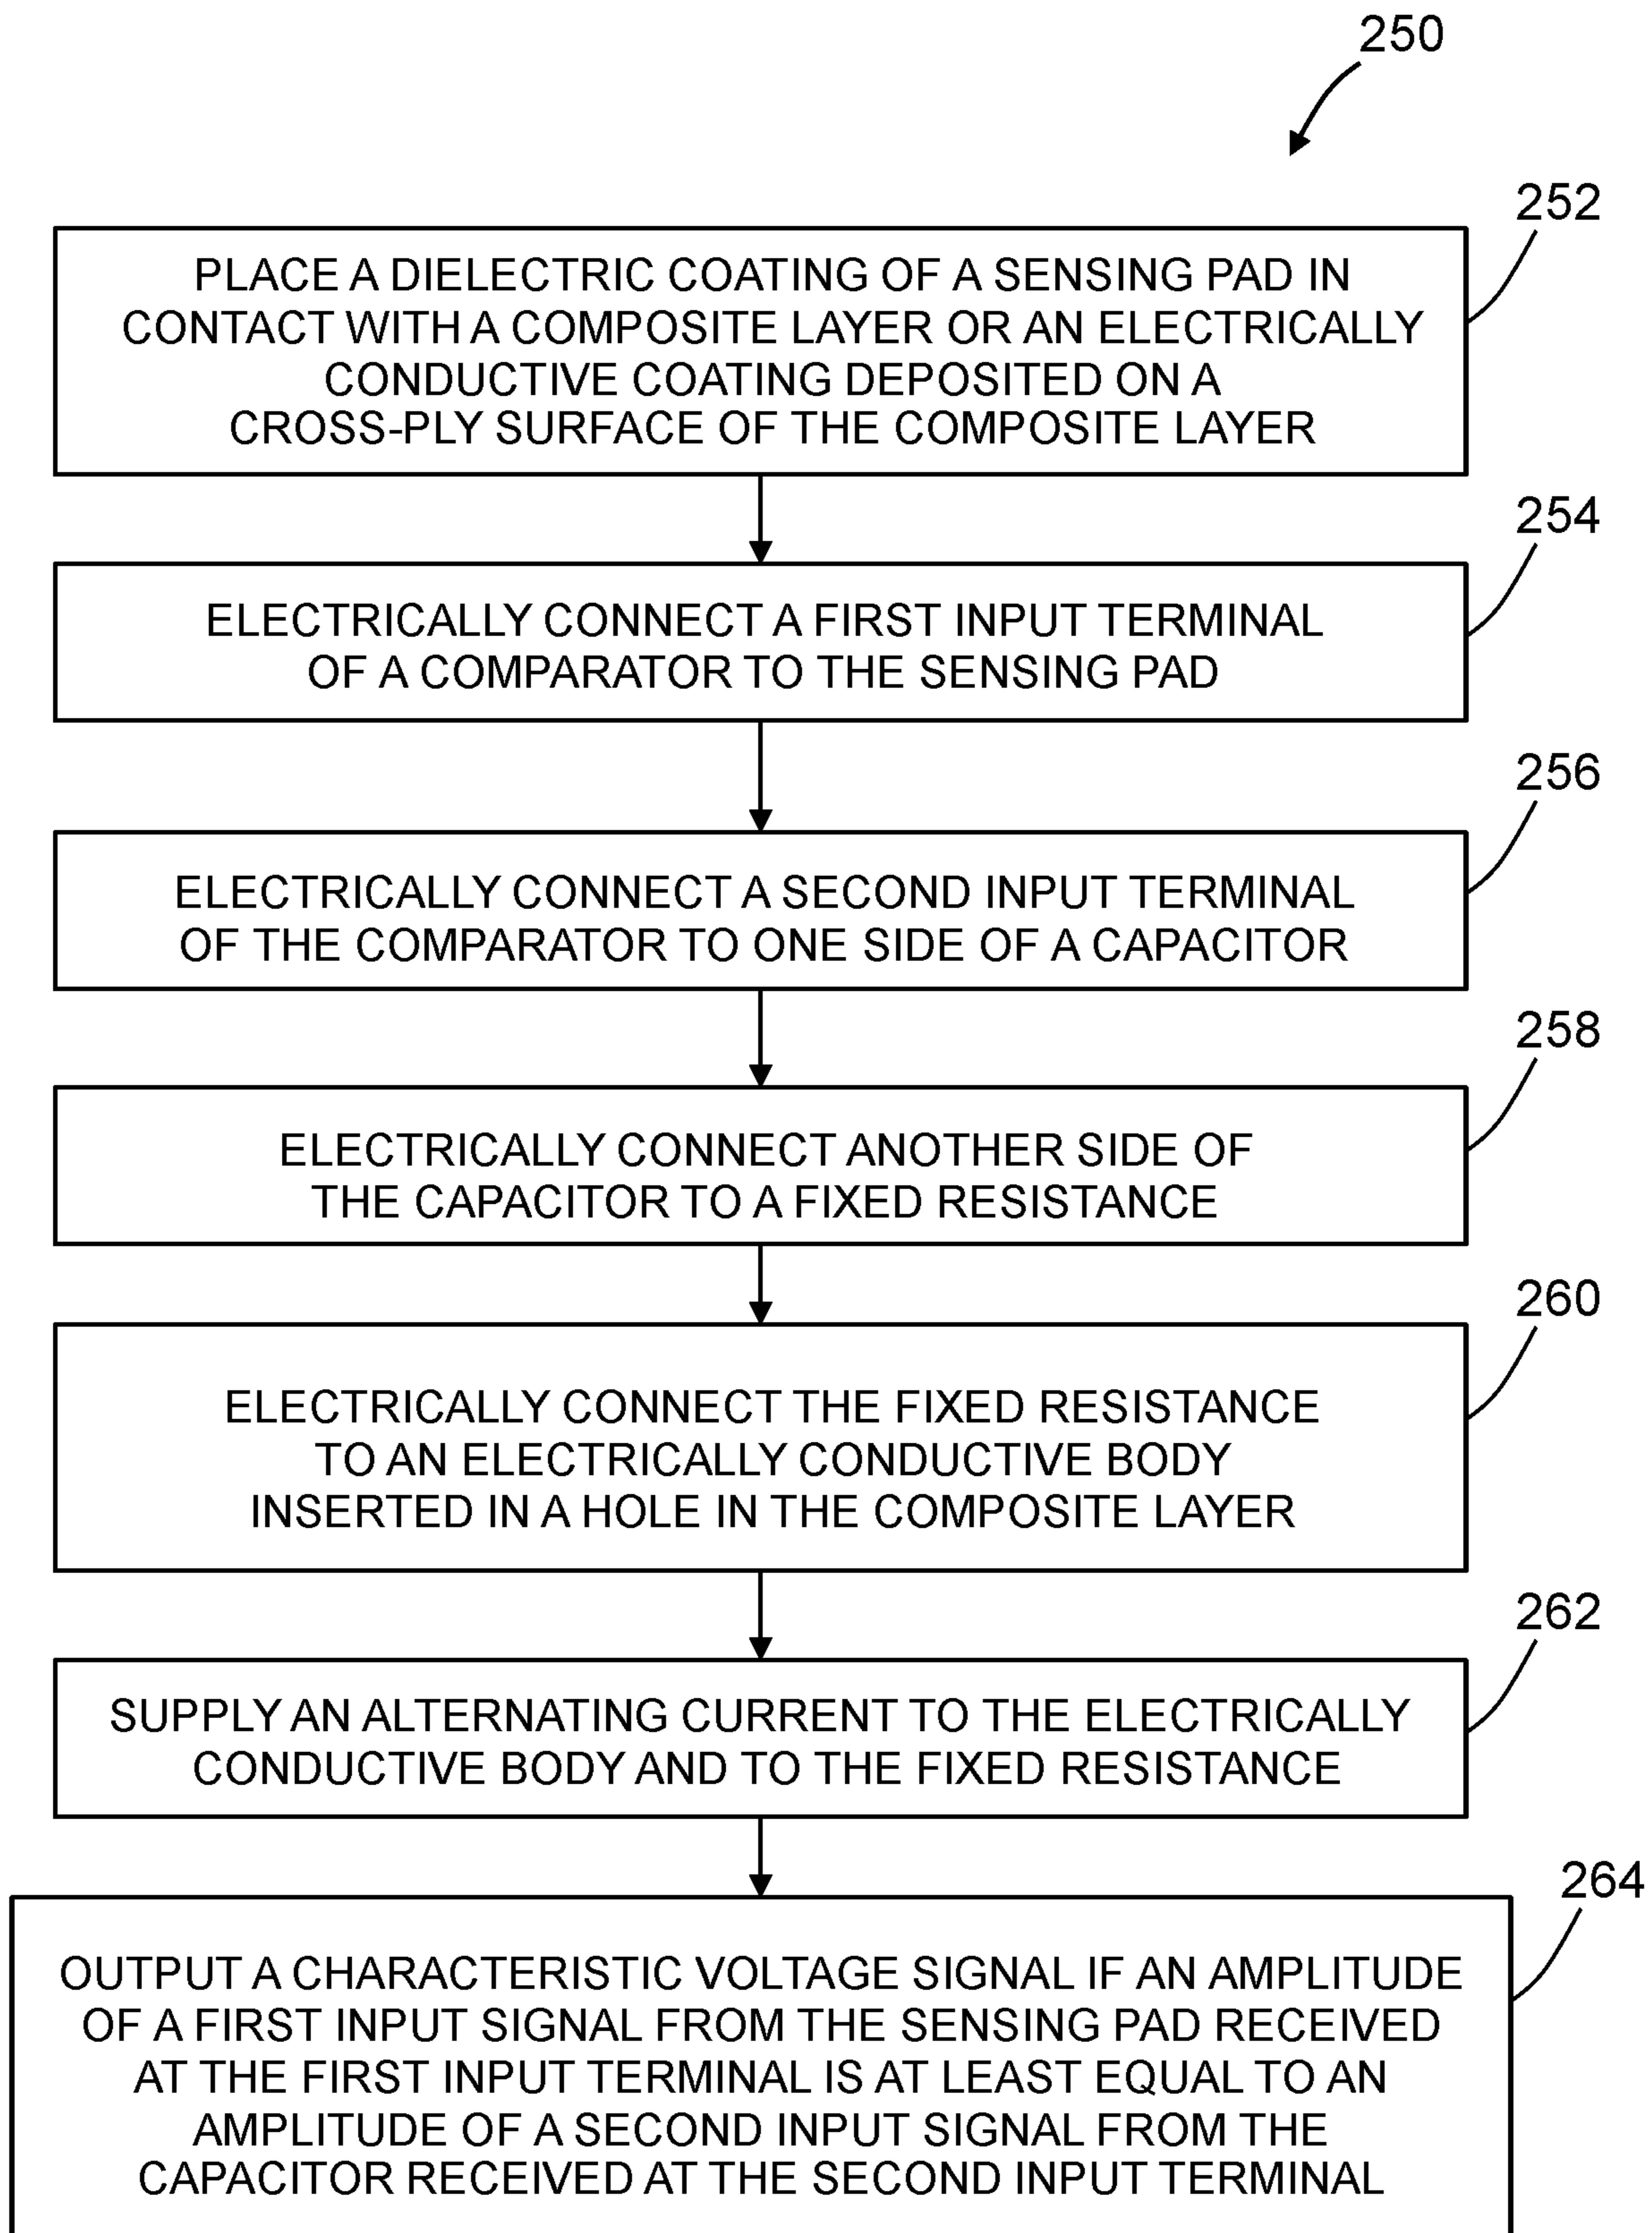 250
252
PLACE A DIELECTRIC COATING OF A SENSING PAD IN
CONTACT WITH A COMPOSITE LAYER OR AN ELECTRICALLY
CONDUCTIVE COATING DEPOSITED ON A
CROSS-PLY SURFACE OF THE COMPOSITE LAYER
254
ELECTRICALLY CONNECT A FIRST INPUT TERMINAL
OF A COMPARATOR TO THE SENSING PAD
256
ELECTRICALLY CONNECT A SECOND INPUT TERMINAL
OF THE COMPARATOR TO ONE SIDE OF A CAPACITOR
258
ELECTRICALLY CONNECT ANOTHER SIDE OF
THE CAPACITOR TO A FIXED RESISTANCE
260
ELECTRICALLY CONNECT THE FIXED RESISTANCE
TO AN ELECTRICALLY CONDUCTIVE BODY
INSERTED IN A HOLE IN THE COMPOSITE LAYER
262
SUPPLY AN ALTERNATING CURRENT TO THE ELECTRICALLY
CONDUCTIVE BODY AND TO THE FIXED RESISTANCE
264
OUTPUT A CHARACTERISTIC VOLTAGE SIGNAL IF AN AMPLITUDE
OF A FIRST INPUT SIGNAL FROM THE SENSING PAD RECEIVED
AT THE FIRST INPUT TERMINAL IS AT LEAST EQUAL TO AN
AMPLITUDE OF A SECOND INPUT SIGNAL FROM THE
CAPACITOR RECEIVED AT THE SECOND INPUT TERMINAL